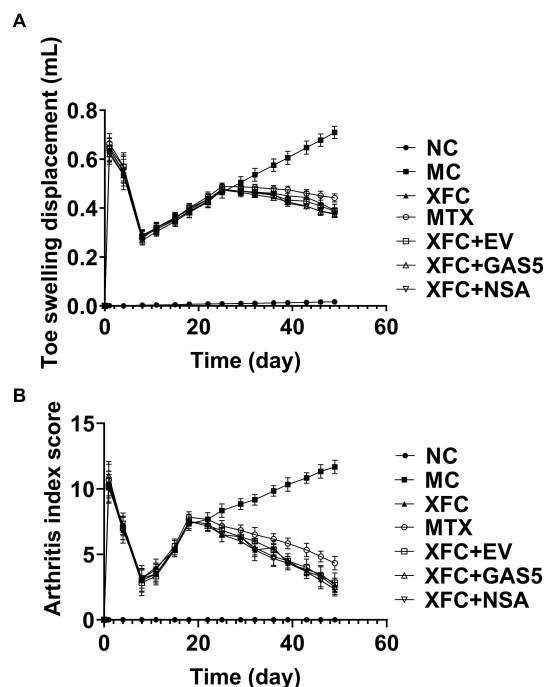 A
Toe swelling displacement (mL)
0.8
0.6
0.4
0.2
0.0
0
20
40
60
Time (day)
NC
MC
XFC
MTX
XFC+EV
XFC+GAS5
XFC+NSA
B
Arthritis index score
15
10
5
0
0
20
40
60
Time (day)
NC
MC
XFC
MTX
XFC+EV
XFC+GAS5
XFC+NSA